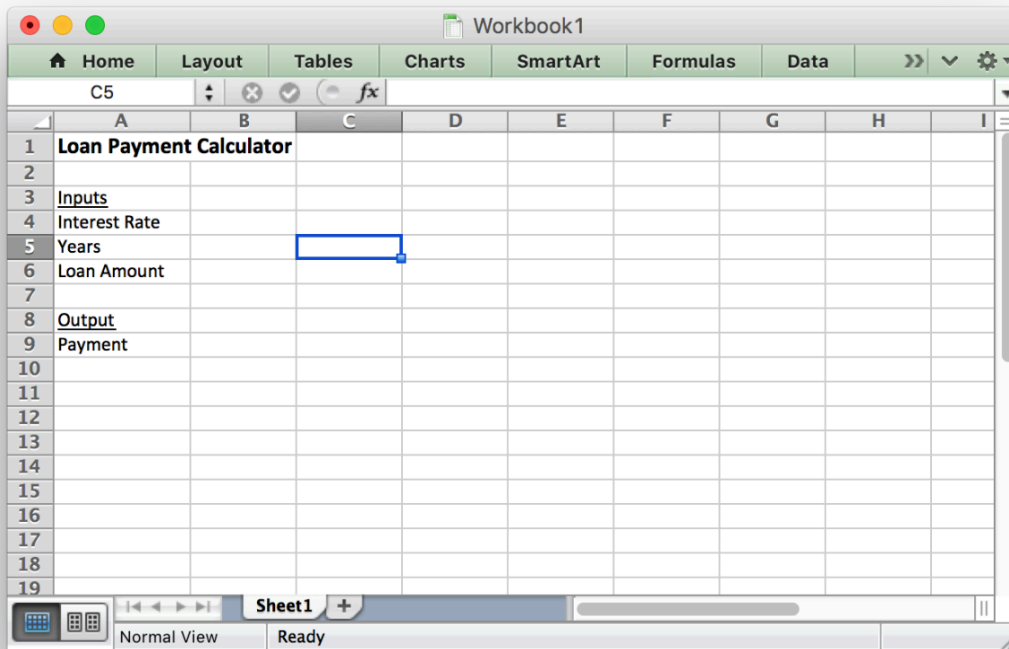 Workbook1
Home Layout Tables Charts SmartArt Formulas Data
C5 fx
A B C D E F G H I
1 Loan Payment Calculator
2
3 Inputs
4 Interest Rate
5 Years
6 Loan Amount
7
8 Output
9 Payment
10
11
12
13
14
15
16
17
18
19
Sheet1
Normal View Ready